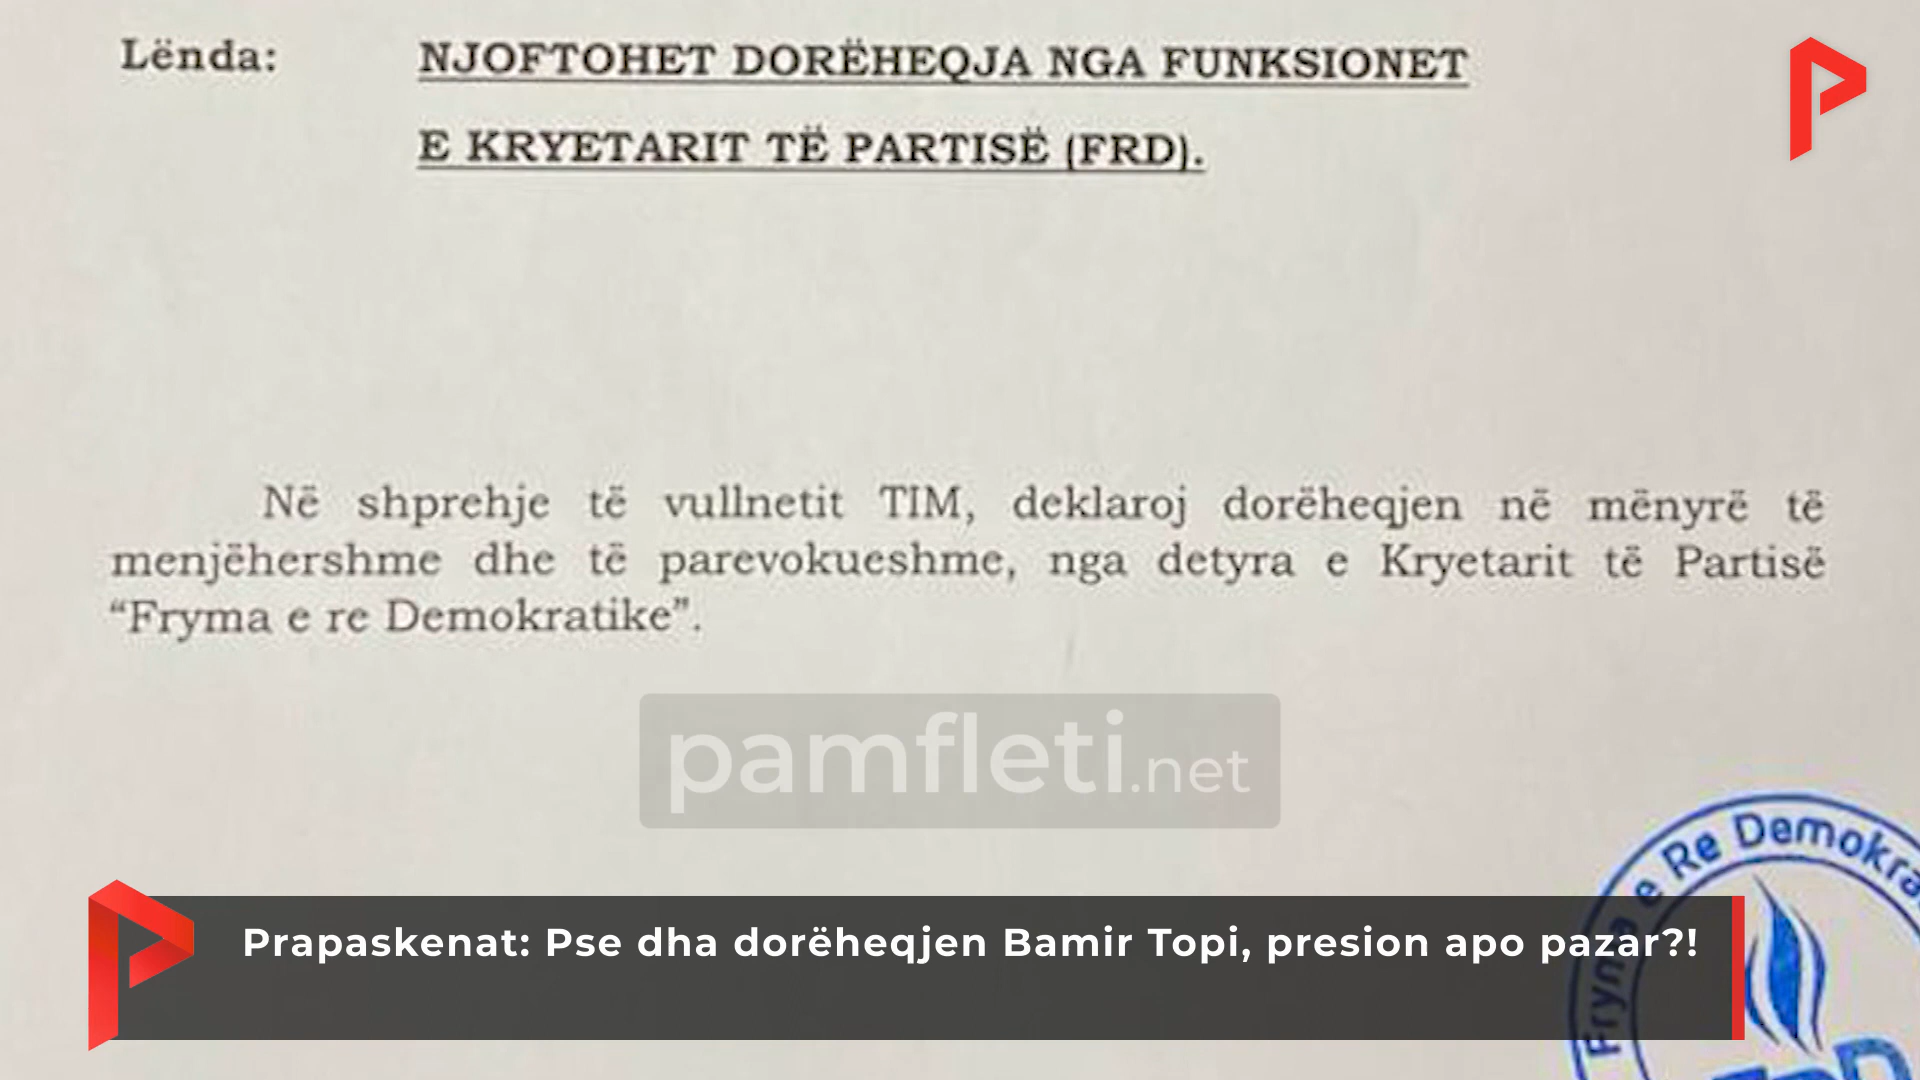 Lënda: NJOFTOHET DORËHEQJA NGA FUNKSIONET
E KRYETARIT TË PARTISË (FRD).
Në shprehje të vullnetit TIM, deklaroj dorëheqjen në mënyrë të
menjëhershme dhe të parevokueshme, nga detyra e Kryetarit të Partisë
“Fryma e re Demokratike”.
pamfleti.net
Fryma e Re Demokra
Prapaskenat: Pse dha dorëheqjen Bamir Topi, presion apo pazar?!